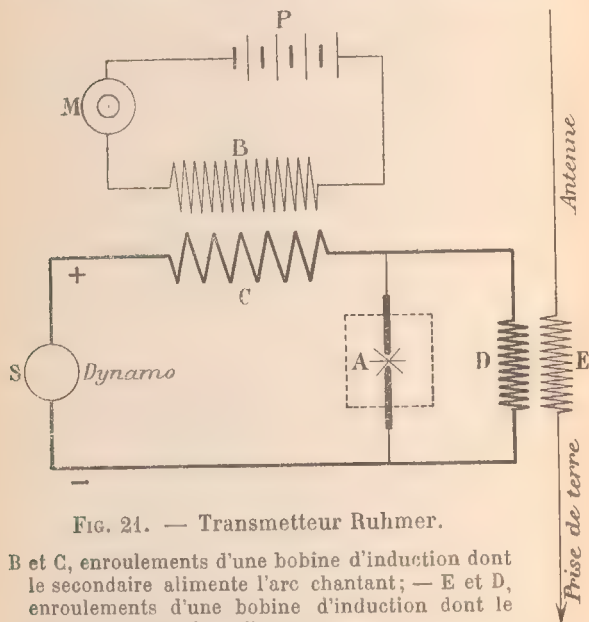 P
M
B
Antenne
+
C
S
Dynamo
A
D
E
-
Prise de terre
FIG. 21. — Transmetteur Ruhmer.
B et C, enroulements d'une bobine d'induction dont
le secondaire alimente l'arc chantant; — E et D,
enroulements d'une bobine d'induction dont le